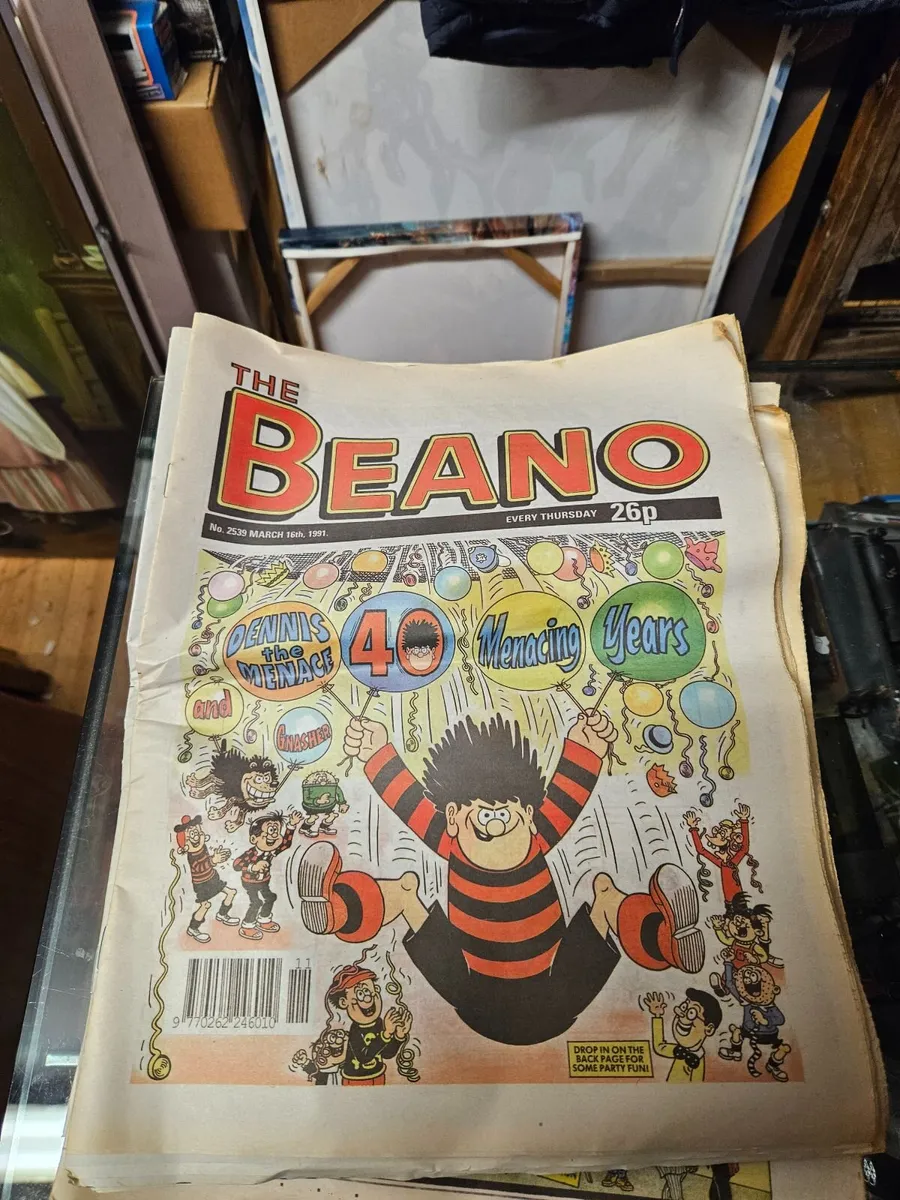 THE
BEANO
No. 2539 MARCH 16th, 1991.
EVERY THURSDAY 26p
DENNIS
the
MENACE
40
Menacing
Years
and
GNASHER
11
9 770262 246010
DROP IN ON THE
BACK PAGE FOR
SOME PARTY FUN!